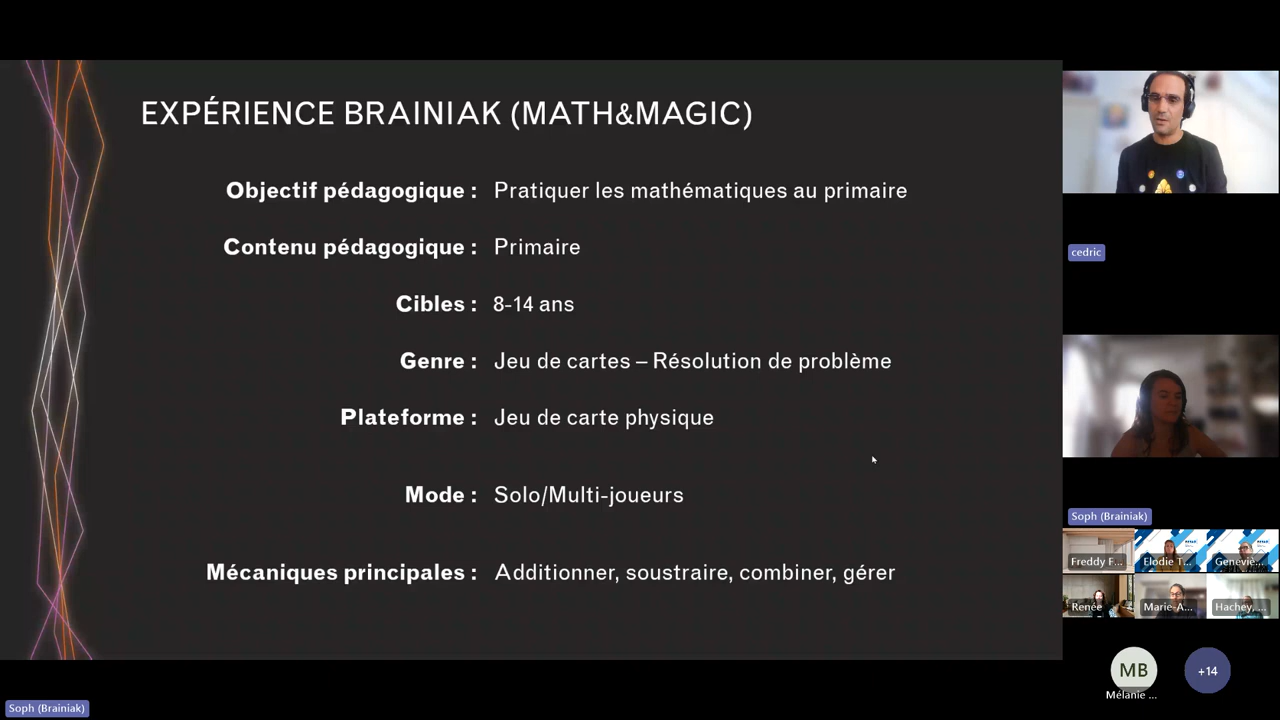 EXPÉRIENCE BRAINIAK (MATH&MAGIC)
Objectif pédagogique : Pratiquer les mathématiques au primaire
Contenu pédagogique : Primaire
Cibles : 8-14 ans
Genre : Jeu de cartes – Résolution de problème
Plateforme : Jeu de carte physique
Mode : Solo/Multi-joueurs
Mécaniques principales : Additionner, soustraire, combiner, gérer
cedric
Soph (Brainiak)
Freddy F... Elodie T... Geneviè...
Renée Marie-A... Hachey, ...
MB +14
Mélanie ...
Soph (Brainiak)